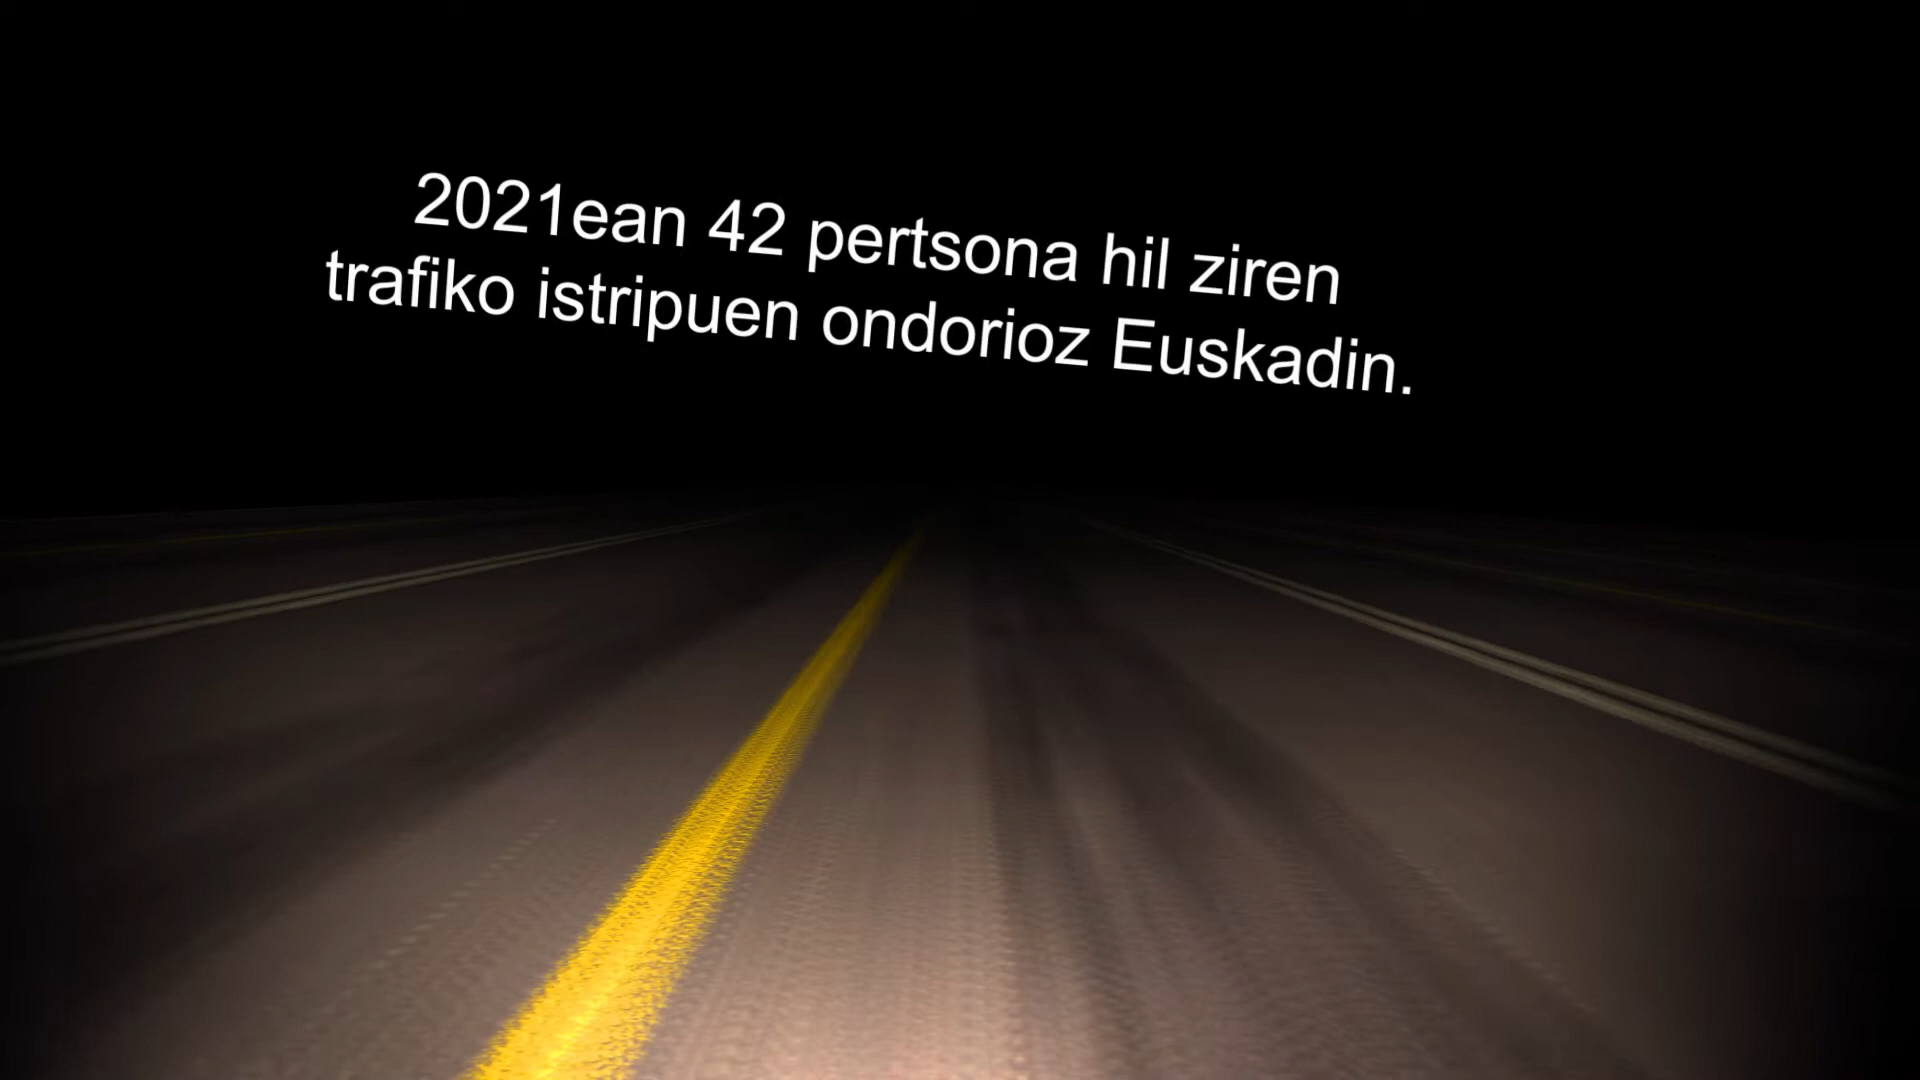 2021ean 42 pertsona hil ziren
trafiko istripuen ondorioz Euskadin.